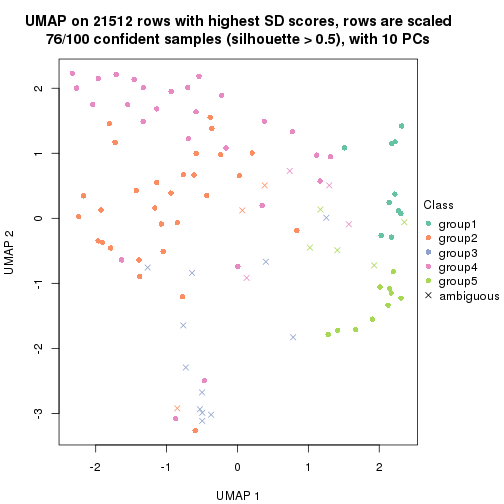 UMAP on 21512 rows with highest SD scores, rows are scaled
76/100 confident samples (silhouette > 0.5), with 10 PCs
2
1
0
-1
-2
-3
UMAP 2
-2
-1
0
1
2
UMAP 1
Class
group1
group2
group3
group4
group5
ambiguous